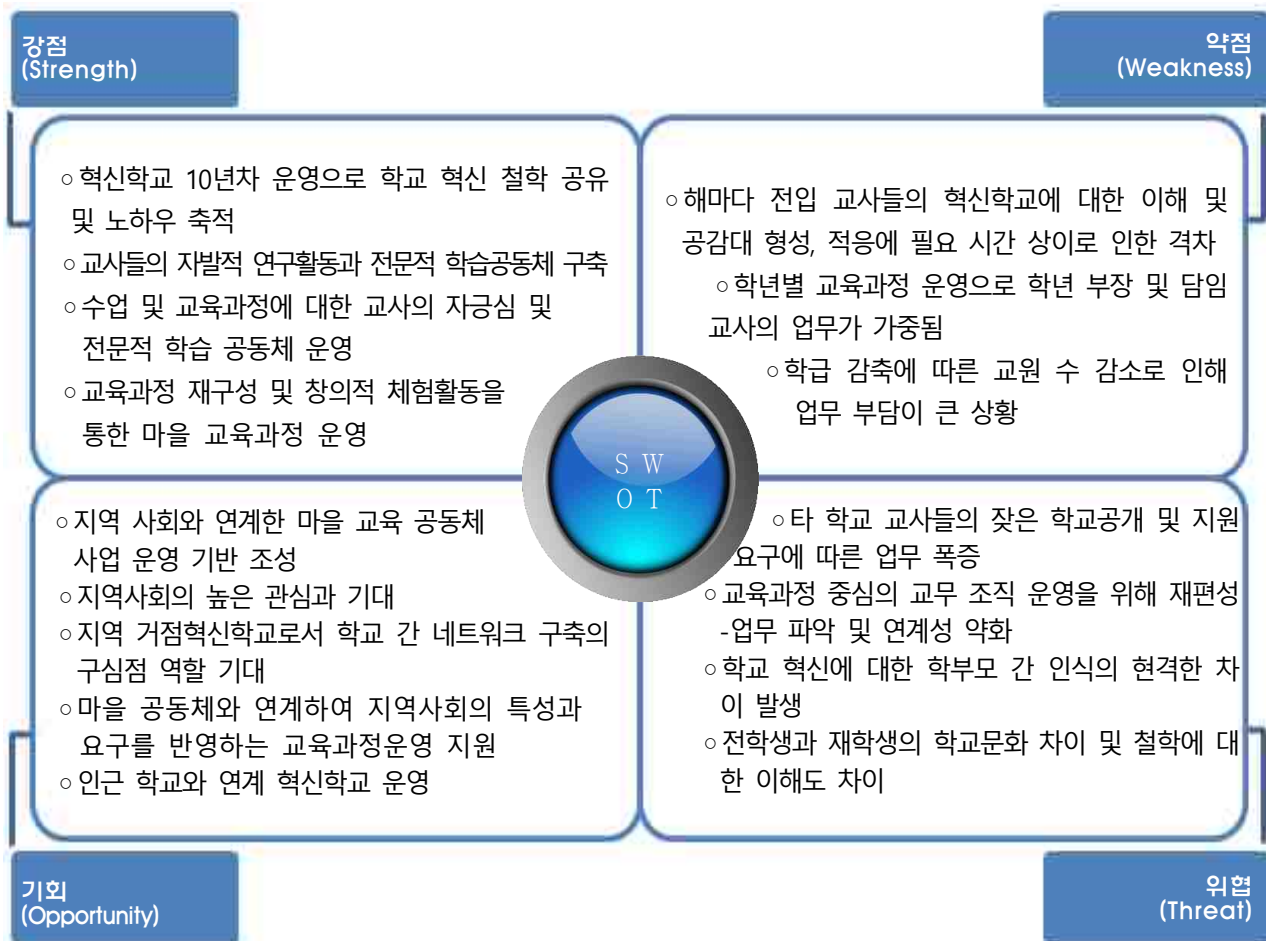 강점
(Strength)
약점
(Weakness)
○혁신학교 10년차 운영으로 학교 혁신 철학 공유
및 노하우 축적
○교사들의 자발적 연구활동과 전문적 학습공동체 구축
○수업 및 교육과정에 대한 교사의 자긍심 및
전문적 학습 공동체 운영
○교육과정 재구성 및 창의적 체험활동을
통한 마을 교육과정 운영
○해마다 전입 교사들의 혁신학교에 대한 이해 및
공감대 형성, 적응에 필요 시간 상이로 인한 격차
○학년별 교육과정 운영으로 학년 부장 및 담임
교사의 업무가 가중됨
○학급 감축에 따른 교원 수 감소로 인해
업무 부담이 큰 상황
S W
O T
○지역 사회와 연계한 마을 교육 공동체
사업 운영 기반 조성
○지역사회의 높은 관심과 기대
○지역 거점혁신학교로서 학교 간 네트워크 구축의
구심점 역할 기대
○마을 공동체와 연계하여 지역사회의 특성과
요구를 반영하는 교육과정운영 지원
○인근 학교와 연계 혁신학교 운영
○타 학교 교사들의 잦은 학교공개 및 지원
요구에 따른 업무 폭증
○교육과정 중심의 교무 조직 운영을 위해 재편성
-업무 파악 및 연계성 약화
○학교 혁신에 대한 학부모 간 인식의 현격한 차
이 발생
○전학생과 재학생의 학교문화 차이 및 철학에 대
한 이해도 차이
기회
(Opportunity)
위협
(Threat)